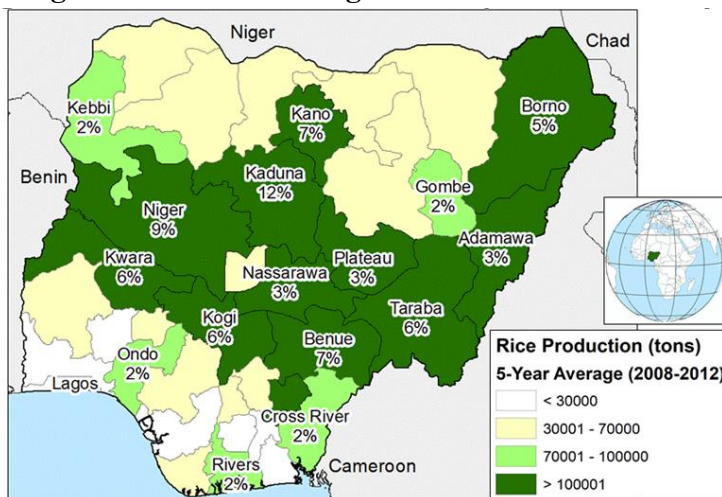 Niger
Chad
Kebbi
2%
Kano
7%
Borno
5%
Benin
Kaduna
12%
Gombe
2%
Niger
9%
Adamawa
3%
Kwara
6%
Plateau
3%
Nassarawa
3%
Taraba
6%
Kogi
6%
Benue
7%
Ondo
2%
Lagos
Cross River
2%
Rivers
2%
Cameroon
Rice Production (tons)
5-Year Average (2008-2012)
< 30000
30001 - 70000
70001 - 100000
> 100001